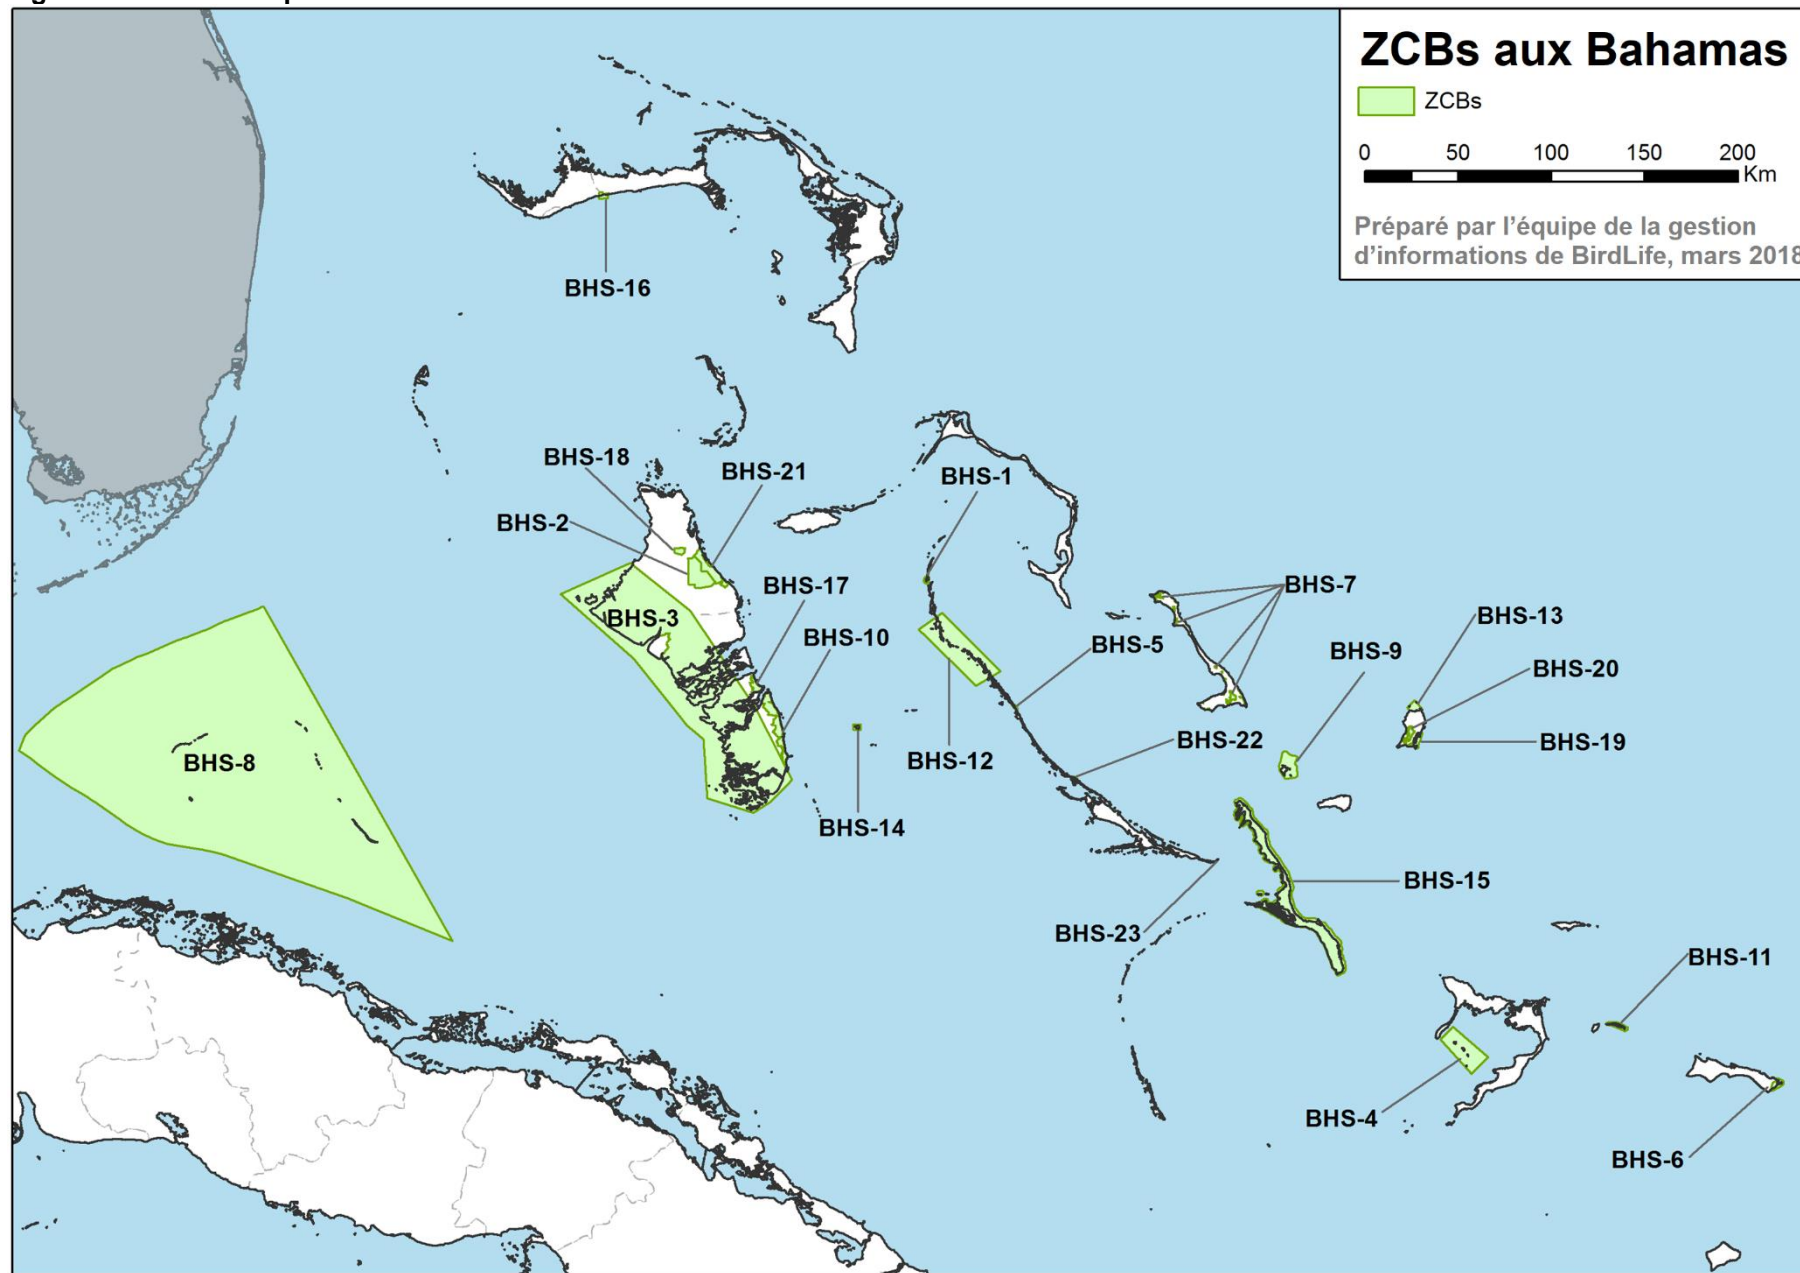 ZCBs aux Bahamas
ZCBs
0 50 100 150 200
Km
Préparé par l'équipe de la gestion
d'informations de BirdLife, mars 2018
BHS-16
BHS-18
BHS-21
BHS-1
BHS-2
BHS-17
BHS-7
BHS-3
BHS-13
BHS-10
BHS-5
BHS-9
BHS-20
BHS-22
BHS-19
BHS-12
BHS-8
BHS-14
BHS-15
BHS-23
BHS-11
BHS-4
BHS-6